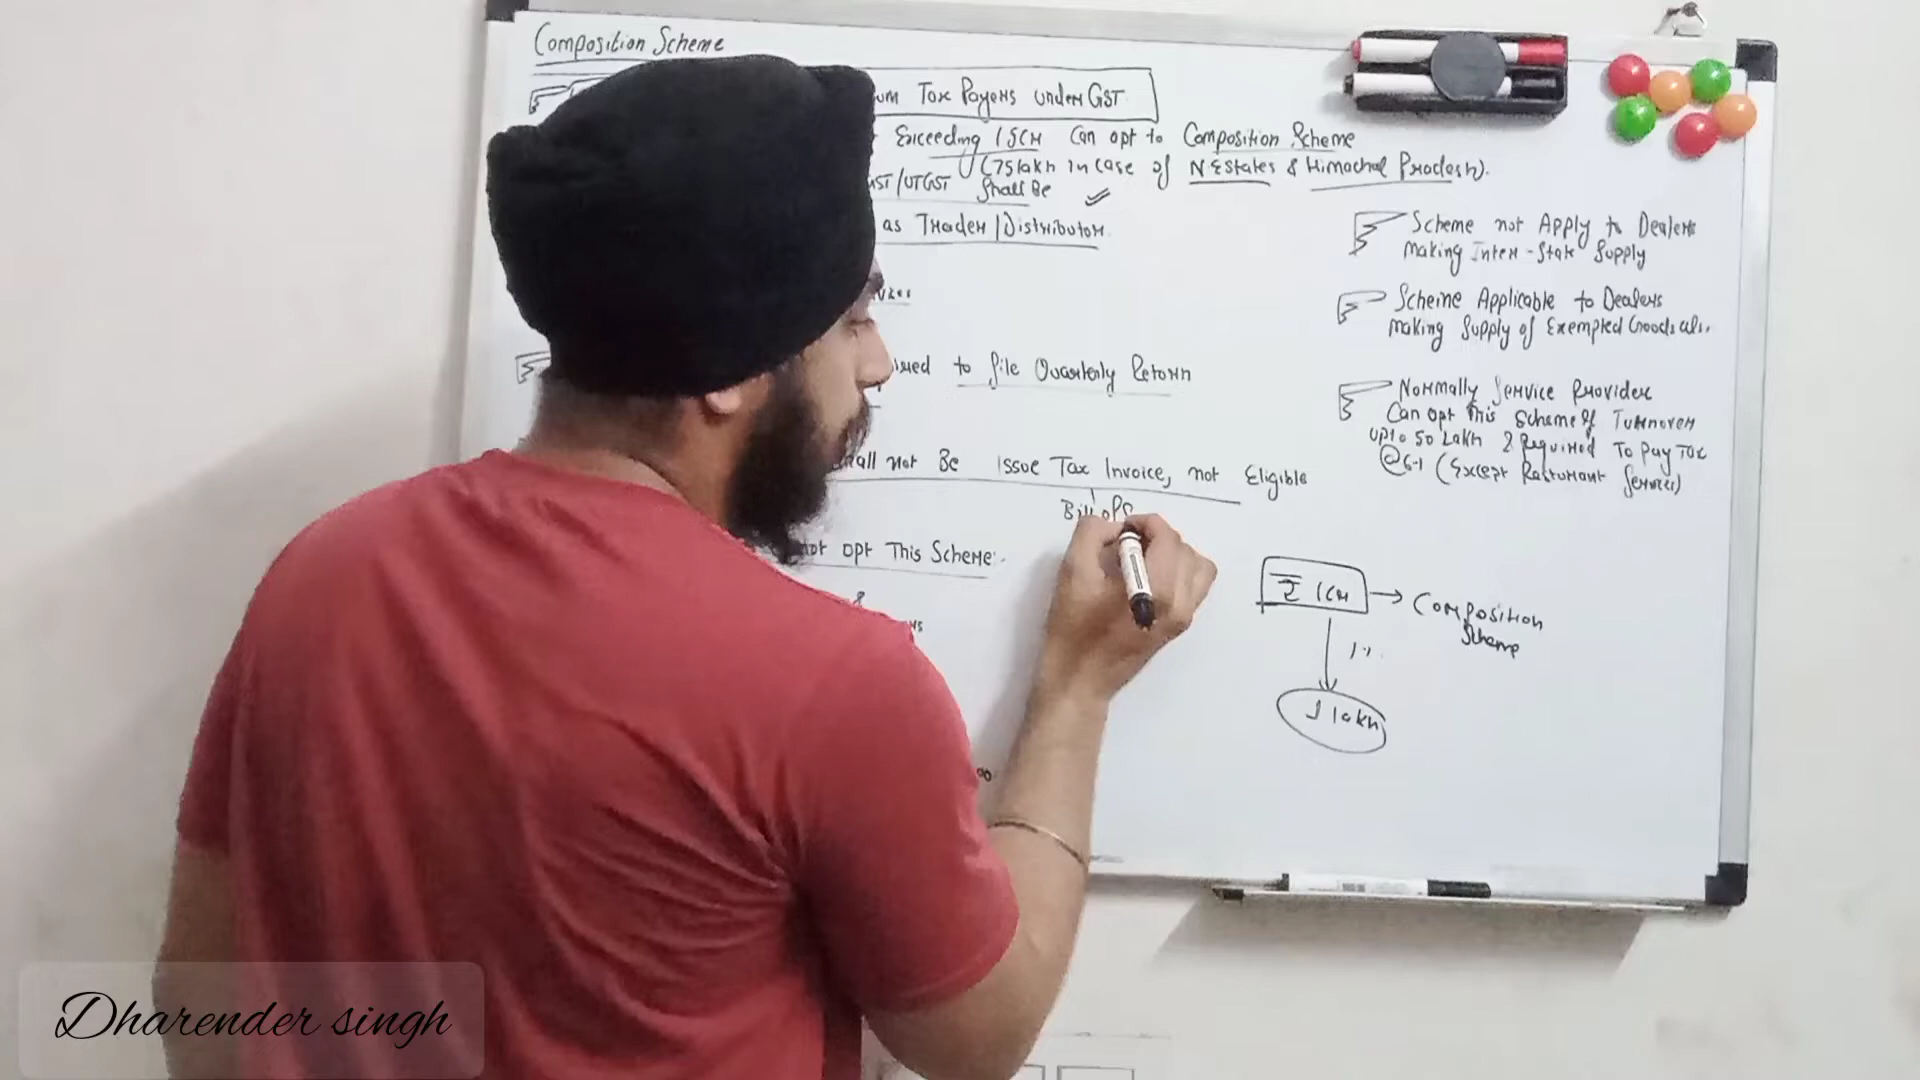 Composition Scheme
Tax Payers under GST
Exceeding 1.5Cr Can opt to Composition Scheme
(75 lakh in case of N E States & Himachal Pradesh).
GST/UTGST Shall Be
as Trader/Distributor.
ired to file Quarterly Return
all not Be issue Tax Invoice, not Eligible
Bill of S
not opt This Scheme:-
Scheme not Apply to Dealers
Making Inter-State Supply
Scheme Applicable to Dealers
Making Supply of Exempted Goods als.
Normally Service Provider
Can opt this Scheme if Turnover
upto 50 Lakh & Required To pay Tax
@6% (Except Resturant Services)
₹ 1Cr → Composition
Scheme
1%
1 lakh
Dharender singh